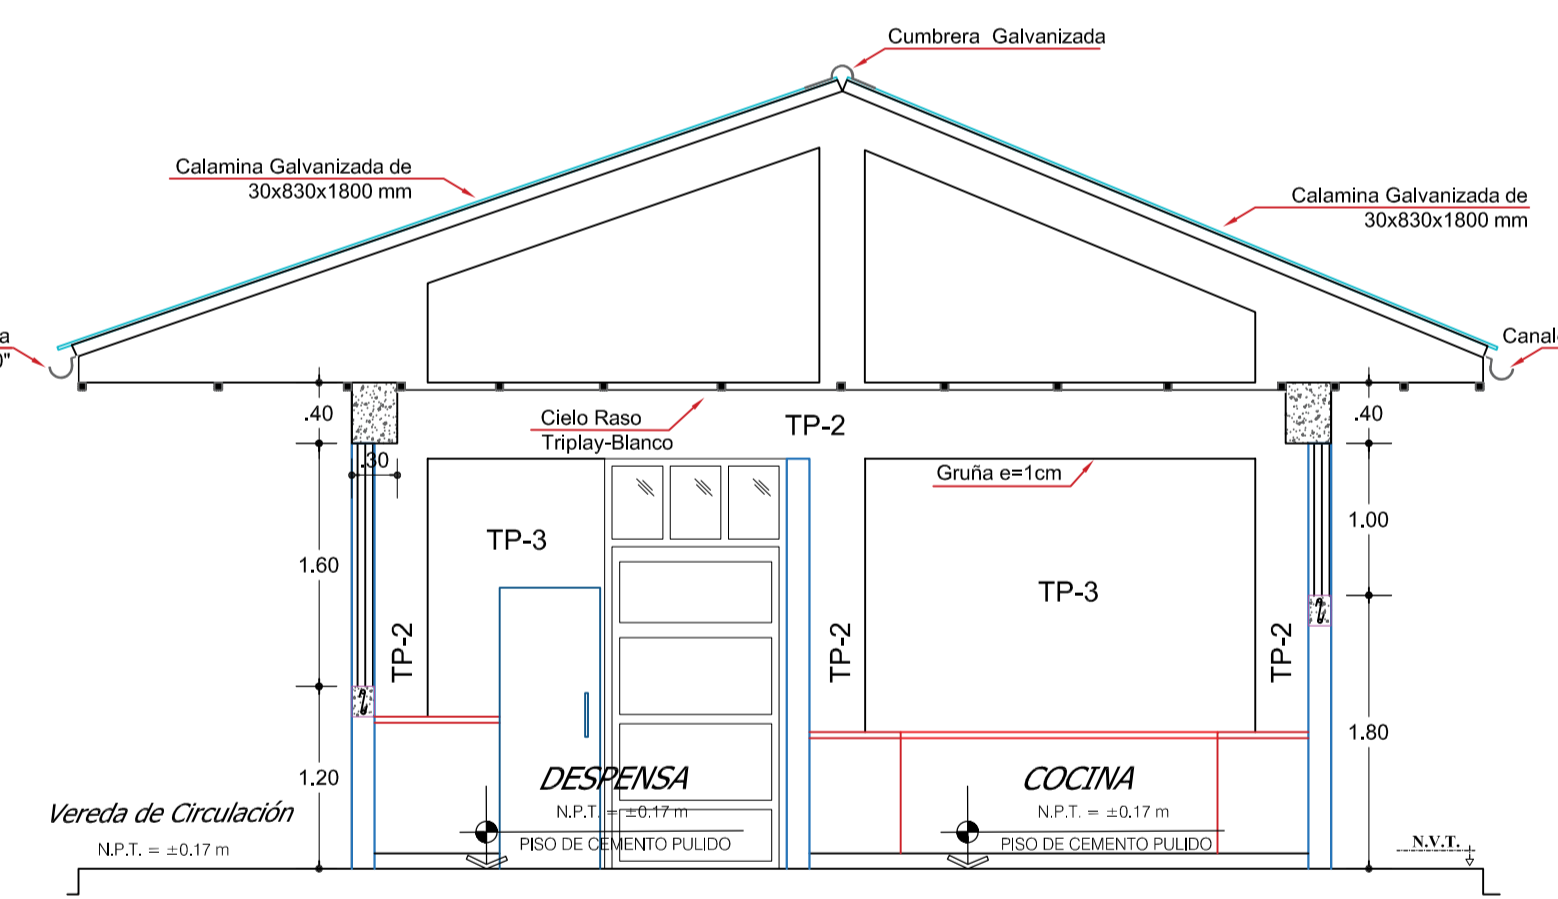 Cumbrera Galvanizada
Calamina Galvanizada de
30x830x1800 mm
Calamina Galvanizada de
30x830x1800 mm
a
0"
Canal
.40
Cielo Raso
Triplay-Blanco
TP-2
.40
.30
Gruña e=1cm
TP-3
1.00
1.60
TP-3
TP-2
TP-2
TP-2
1.80
1.20
DESPENSA
N.P.T. = ±0.17 m
PISO DE CEMENTO PULIDO
COCINA
N.P.T. = ±0.17 m
PISO DE CEMENTO PULIDO
Vereda de Circulación
N.P.T. = ±0.17 m
N.V.T.